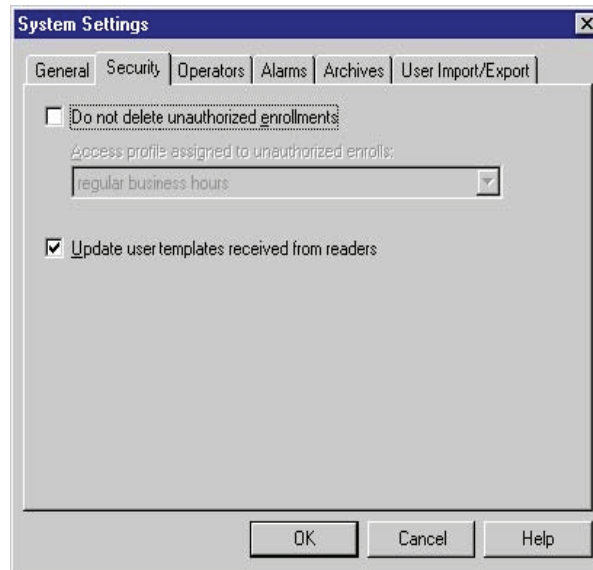 System Settings
General Security Operators Alarms Archives User Import/Export
Do not delete unauthorized enrollments
Access profile assigned to unauthorized enrolls:
regular business hours
Update user templates received from readers
OK Cancel Help